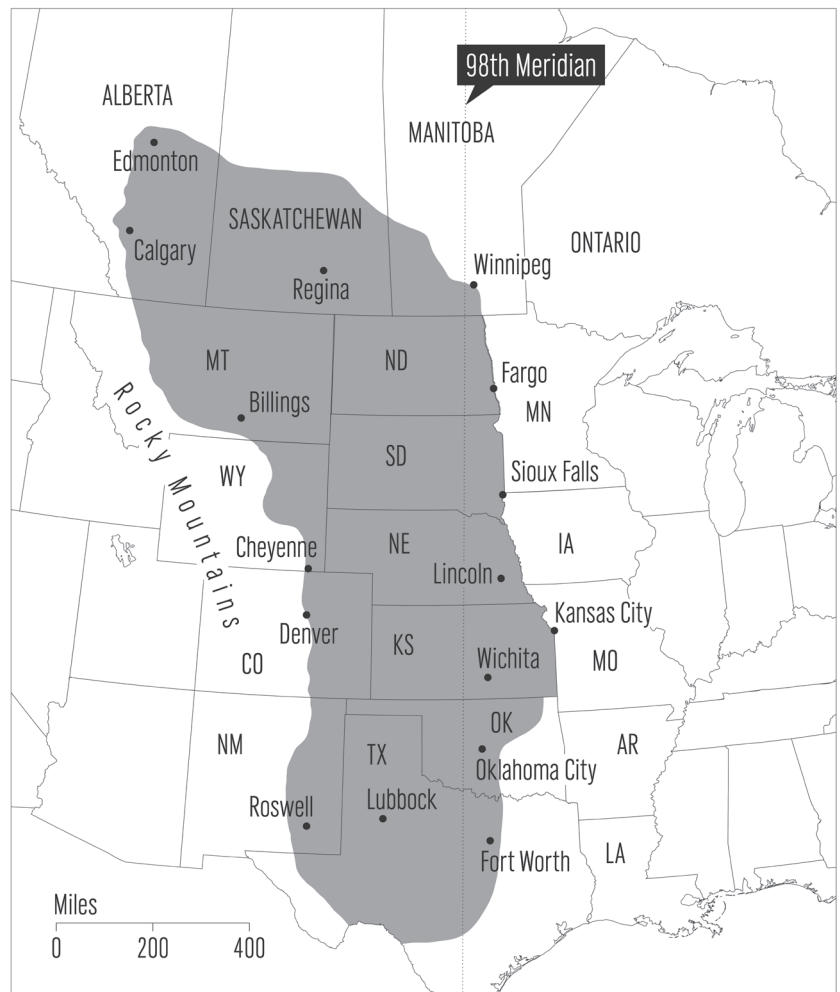 98th Meridian
ALBERTA
MANITOBA
Edmonton
SASKATCHEWAN
ONTARIO
Calgary
Winnipeg
Regina
MT
ND
Fargo
Billings
MN
Rocky Mountains
SD
WY
Sioux Falls
Cheyenne
NE
IA
Lincoln
Kansas City
Denver
KS
CO
Wichita
MO
OK
NM
TX
AR
Oklahoma City
Roswell
Lubbock
Fort Worth
LA
Miles
0 200 400